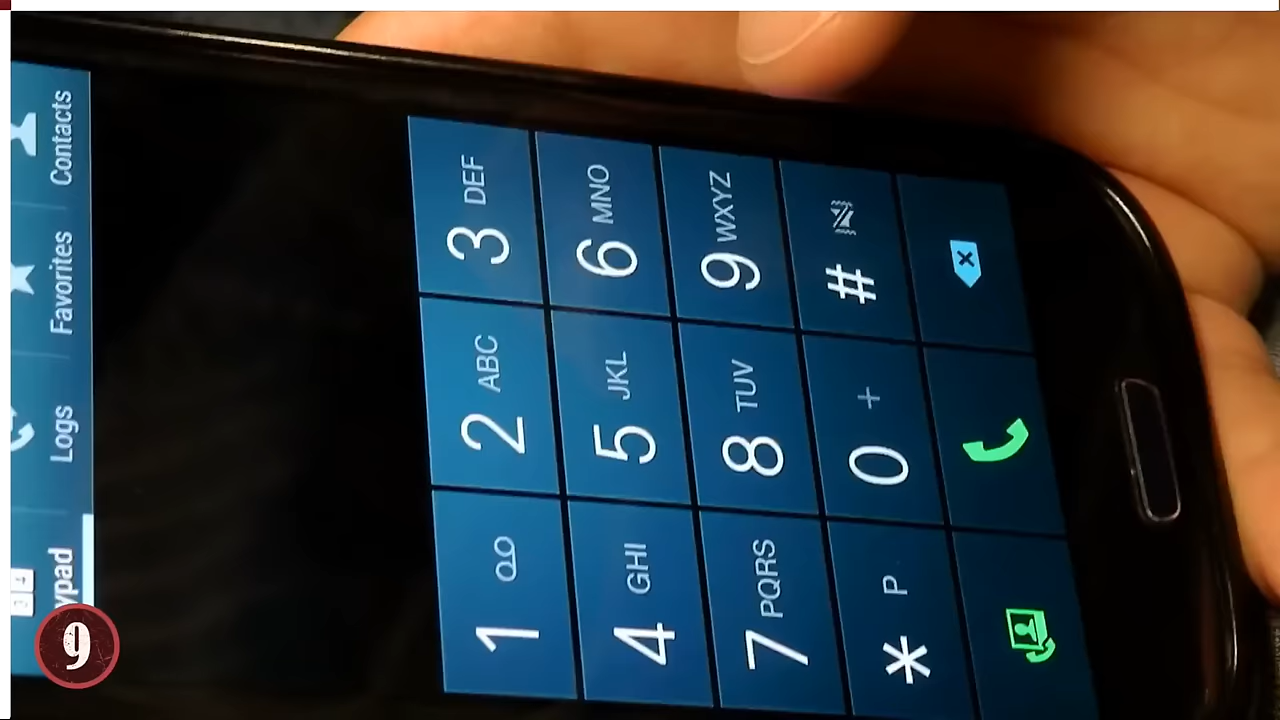 Keypad
Logs
Favorites
Contacts
1
2 ABC
3 DEF
4 GHI
5 JKL
6 MNO
7 PQRS
8 TUV
9 WXYZ
* P
0 +
#
9